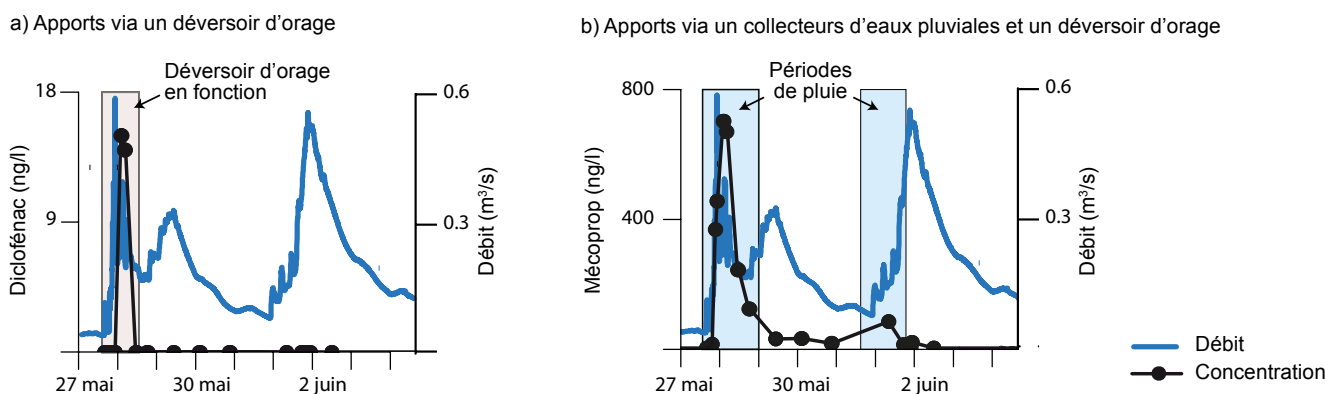 a) Apports via un déversoir d'orage
Déversoir d'orage
en fonction
18
9
Diclofénac (ng/l)
0.6
0.3
Débit (m³/s)
27 mai
30 mai
2 juin
b) Apports via un collecteurs d'eaux pluviales et un déversoir d'orage
Périodes
de pluie
800
400
Mécoprop (ng/l)
0.6
0.3
Débit (m³/s)
27 mai
30 mai
2 juin
Débit
Concentration